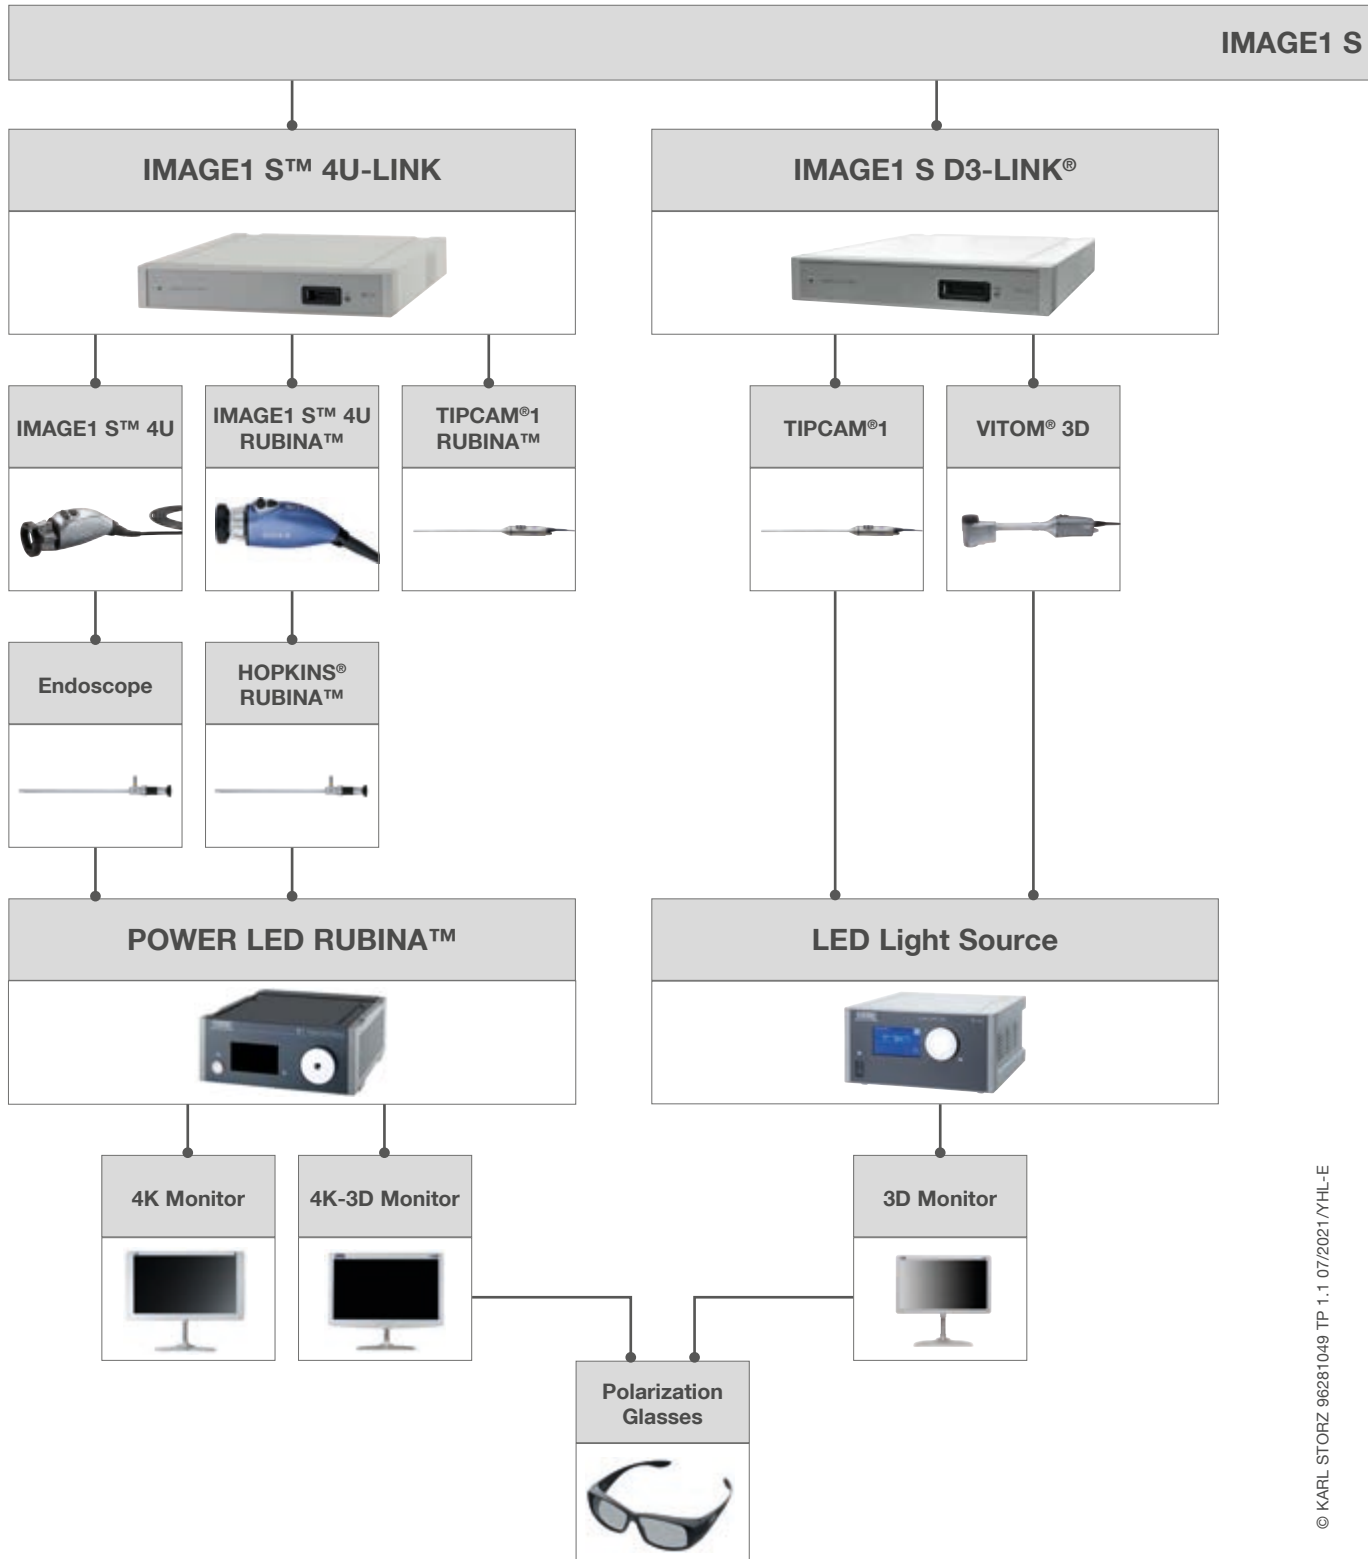 IMAGE1 S
IMAGE1 S™ 4U-LINK
IMAGE1 S D3-LINK®
IMAGE1 S™ 4U
IMAGE1 S™ 4U
RUBINA™
TIPCAM®1
RUBINA™
TIPCAM®1
VITOM® 3D
Endoscope
HOPKINS®
RUBINA™
POWER LED RUBINA™
LED Light Source
4K Monitor
4K-3D Monitor
3D Monitor
Polarization
Glasses
© KARL STORZ 96281049 TP 1.1 07/2021/YHL-E